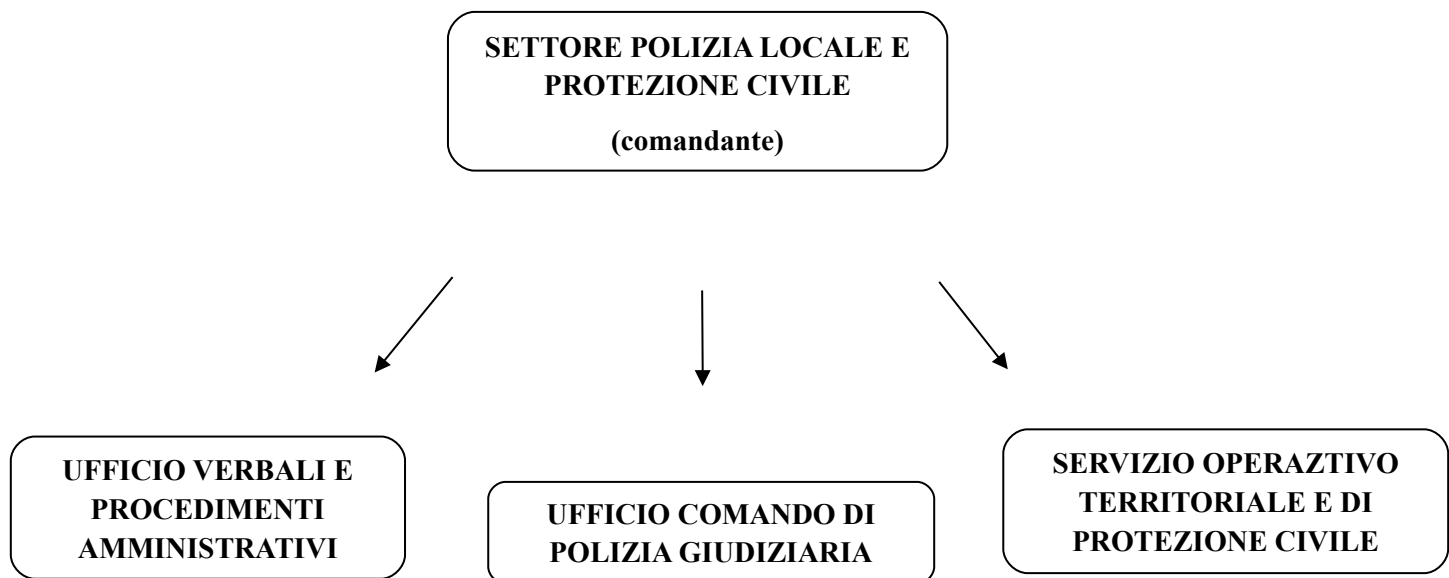 SETTORE POLIZIA LOCALE E
PROTEZIONE CIVILE
(comandante)
UFFICIO VERBALI E
PROCEDIMENTI
AMMINISTRATIVI
UFFICIO COMANDO DI
POLIZIA GIUDIZIARIA
SERVIZIO OPERAZTIVO
TERRITORIALE E DI
PROTEZIONE CIVILE